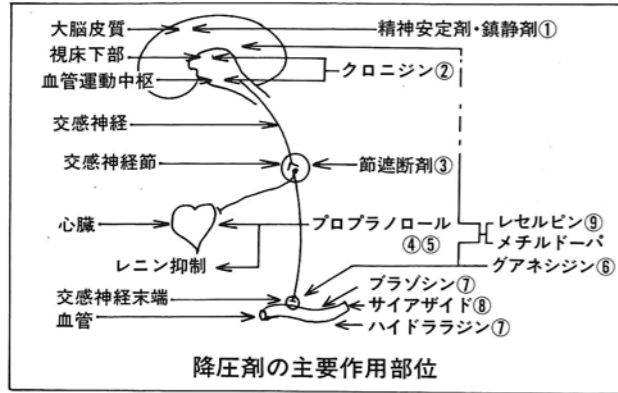 大脳皮質
精神安定剤・鎮静剤①
視床下部
クロニジン②
血管運動中枢
交感神経
交感神経節
節遮断剤③
心臓
プロプラノロール
④⑤
レセルピン⑨
メチルドーパ
レニン抑制
グアネシジン⑥
交感神経末端
プラゾシン⑦
血管
サイアザイド⑧
ハイドララジン⑦
降圧剤の主要作用部位